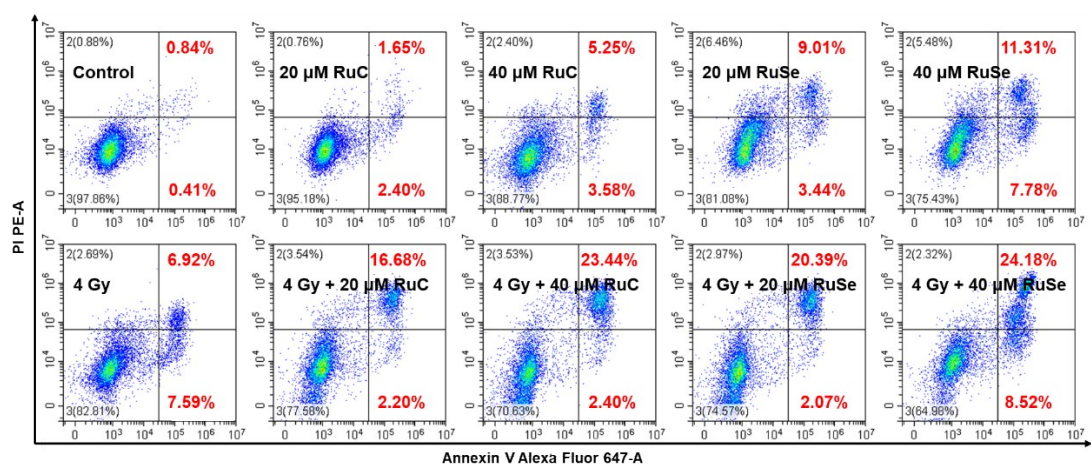 2(0.88%) 0.84% 2(0.76%) 1.65% 2(2.40%) 5.25% 2(6.46%) 9.01% 2(5.48%) 11.31%
Control 20 μM RuC 40 μM RuC 20 μM RuSe 40 μM RuSe
0.41% 2.40% 3.58% 3.44% 7.78%
3(97.86%) 3(95.18%) 3(88.77%) 3(81.08%) 3(75.43%)
2(2.69%) 6.92% 2(3.54%) 16.68% 2(3.53%) 23.44% 2(2.97%) 20.39% 2(2.32%) 24.18%
4 Gy 4 Gy + 20 μM RuC 4 Gy + 40 μM RuC 4 Gy + 20 μM RuSe 4 Gy + 40 μM RuSe
7.59% 2.20% 2.40% 2.07% 8.52%
3(82.81%) 3(77.58%) 3(70.63%) 3(74.57%) 3(64.98%)
PI PE-A
Annexin V Alexa Fluor 647-A